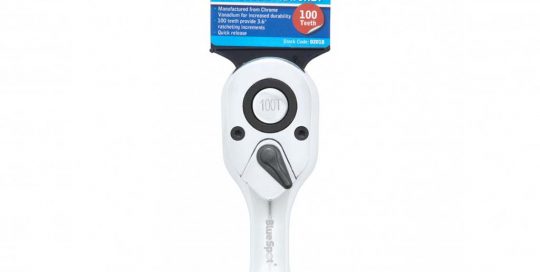 - Manufactured from Chrome
Vanadium for increased durability
- 100 teeth provide 3.6°
ratcheting increments
- Quick release
100
Teeth
Stock Code:
100T
BlueSpot